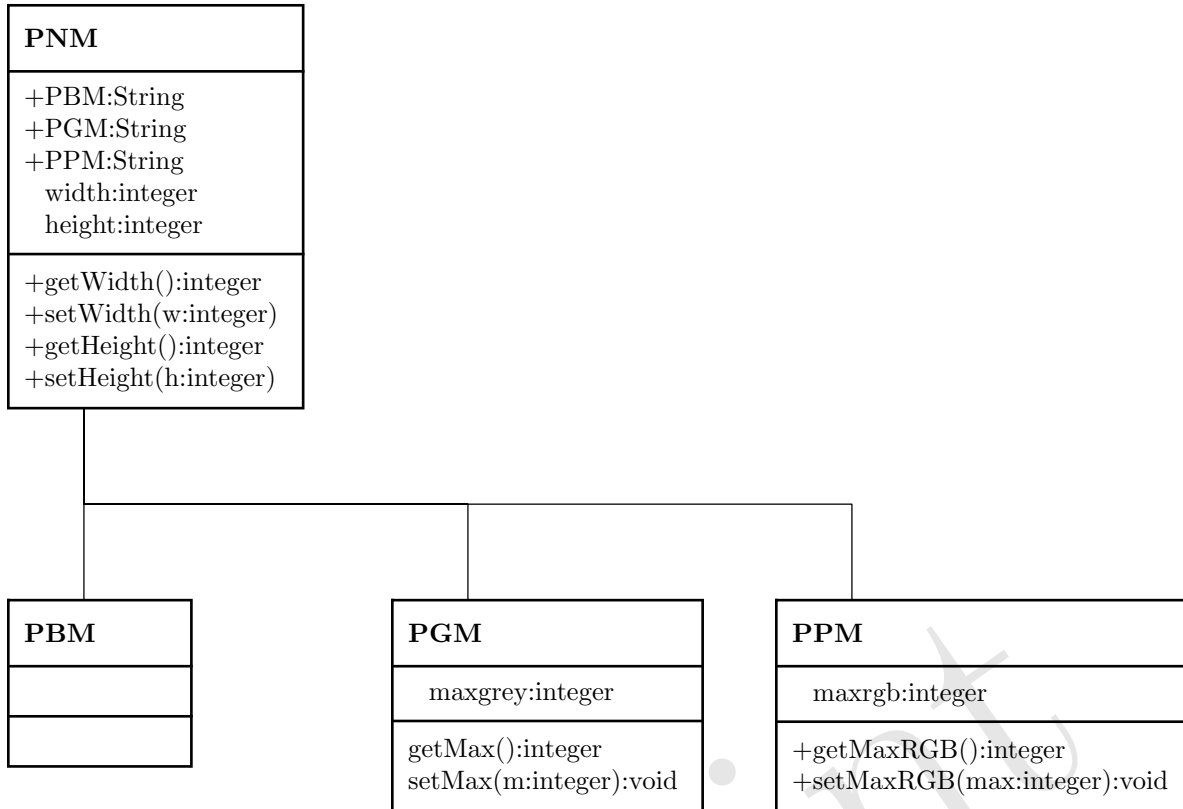 PNM
+PBM:String
+PGM:String
+PPM:String
width:integer
height:integer
+getWidth():integer
+setWidth(w:integer)
+getHeight():integer
+setHeight(h:integer)
PBM
PGM
maxgrey:integer
getMax():integer
setMax(m:integer):void
PPM
maxrgb:integer
+getMaxRGB():integer
+setMaxRGB(max:integer):void